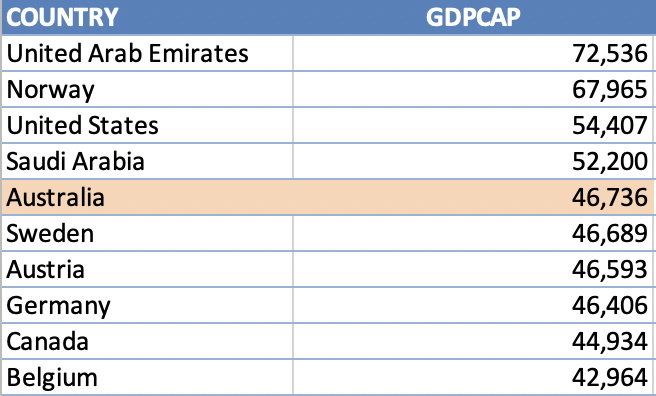 COUNTRY GDPCAP
United Arab Emirates 72,536
Norway 67,965
United States 54,407
Saudi Arabia 52,200
Australia 46,736
Sweden 46,689
Austria 46,593
Germany 46,406
Canada 44,934
Belgium 42,964